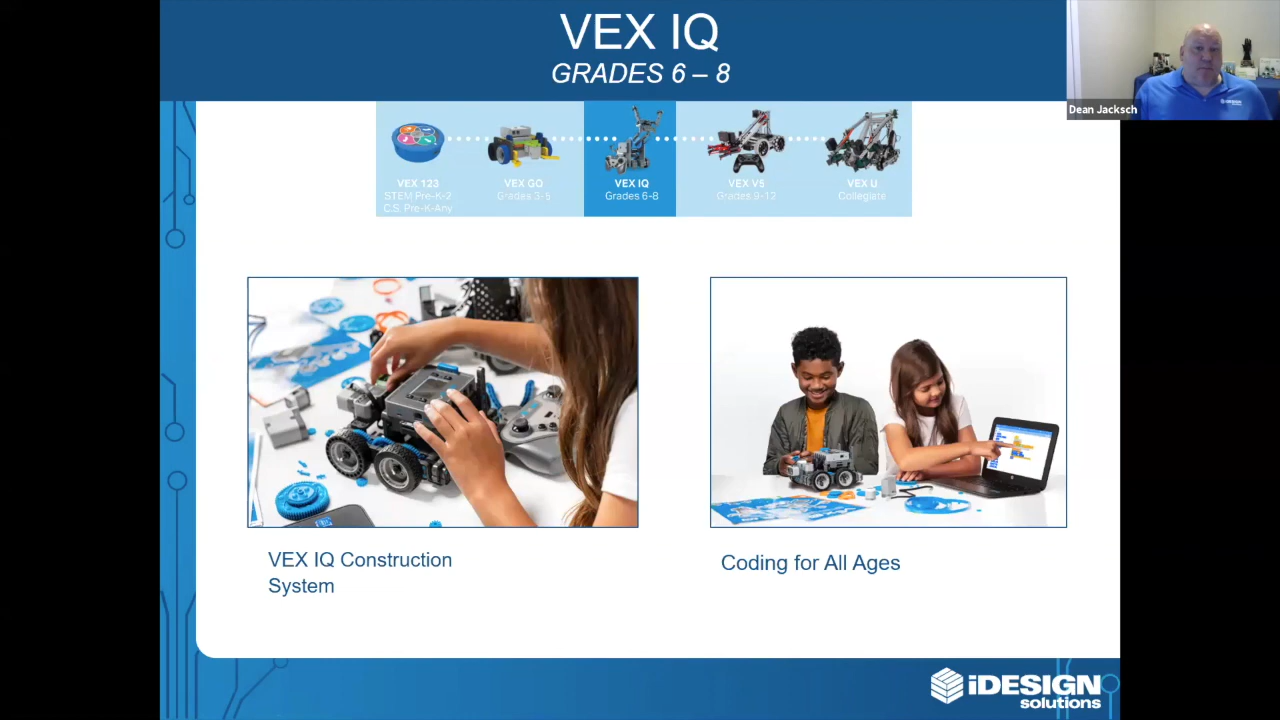 VEX IQ
GRADES 6 – 8
Dean Jacksch
VEX 123
STEM Pre-K-2
C.S. Pre-K-Any
VEX GO
Grades 3-5
VEX IQ
Grades 6-8
VEX V5
Grades 9-12
VEX U
Collegiate
VEX IQ Construction
System
Coding for All Ages
iDESIGN
solutions